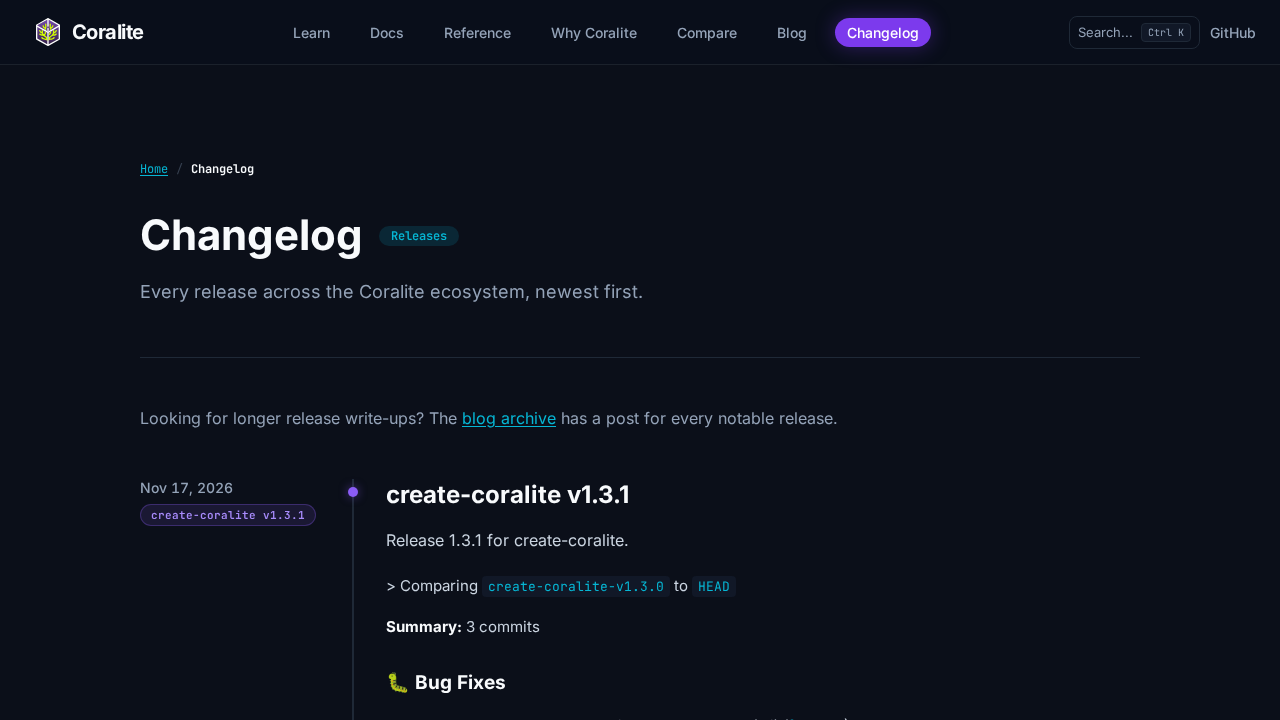 Coralite
Learn
Docs
Reference
Why Coralite
Compare
Blog
Changelog
Search...
Ctrl K
GitHub
Home / Changelog
Changelog
Releases
Every release across the Coralite ecosystem, newest first.
Looking for longer release write-ups? The blog archive has a post for every notable release.
Nov 17, 2026
create-coralite v1.3.1
create-coralite v1.3.1
Release 1.3.1 for create-coralite.
> Comparing create-coralite-v1.3.0 to HEAD
Summary: 3 commits
🐛 Bug Fixes